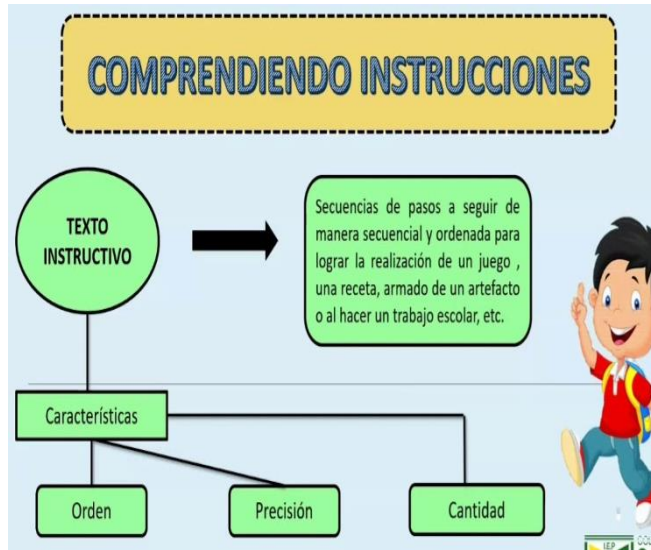 COMPRENDIENDO INSTRUCCIONES
TEXTO
INSTRUCTIVO
Secuencias de pasos a seguir de
manera secuencial y ordenada para
lograr la realización de un juego ,
una receta, armado de un artefacto
o al hacer un trabajo escolar, etc.
Característícas
Orden
Precisión
Cantidad
I.E.P